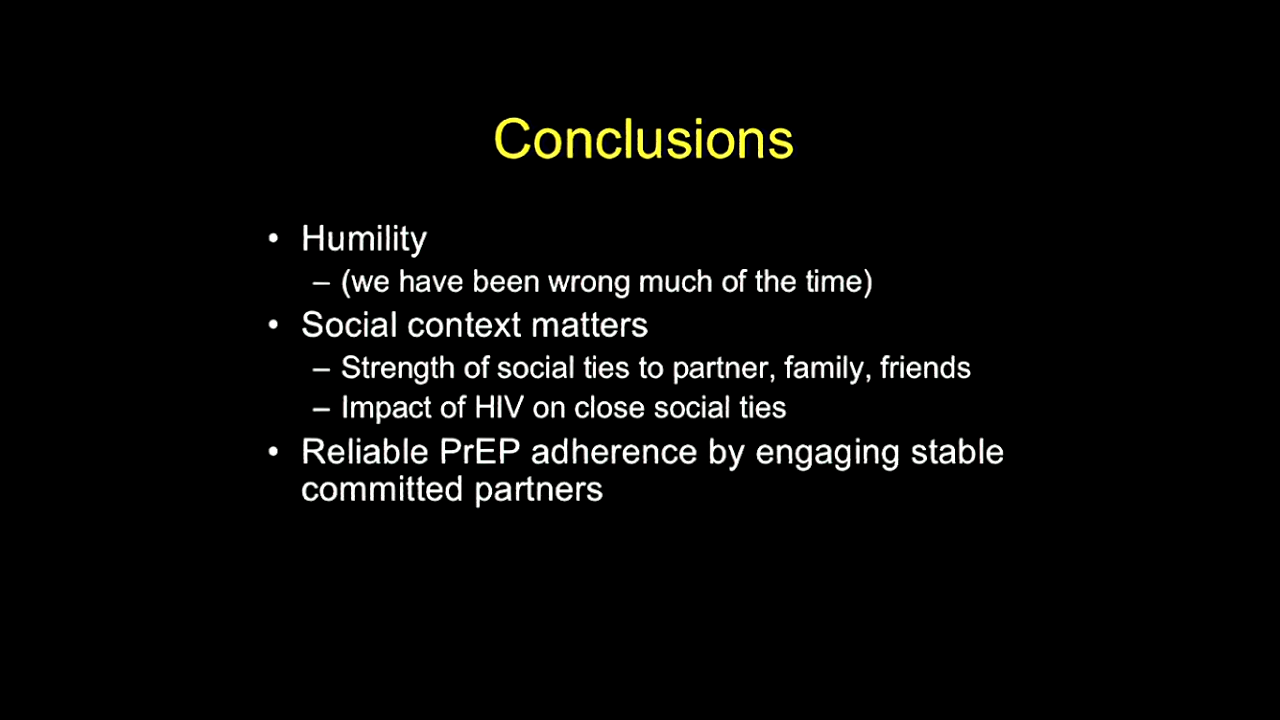 Conclusions
• Humility
– (we have been wrong much of the time)
• Social context matters
– Strength of social ties to partner, family, friends
– Impact of HIV on close social ties
• Reliable PrEP adherence by engaging stable
committed partners